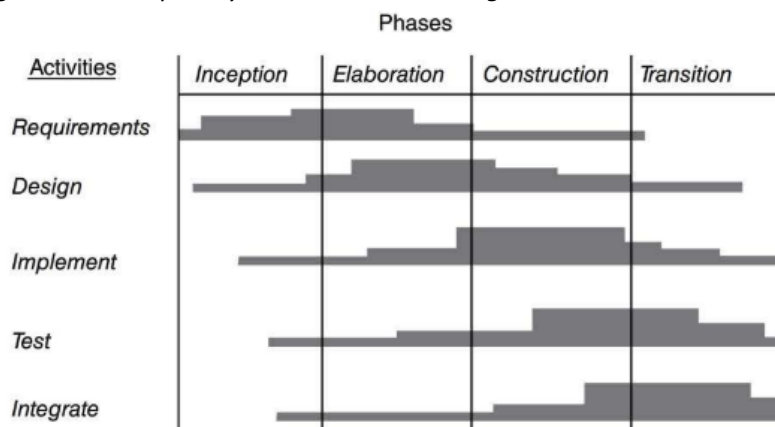 Phases
Activities Inception Elaboration Construction Transition
Requirements
Design
Implement
Test
Integrate